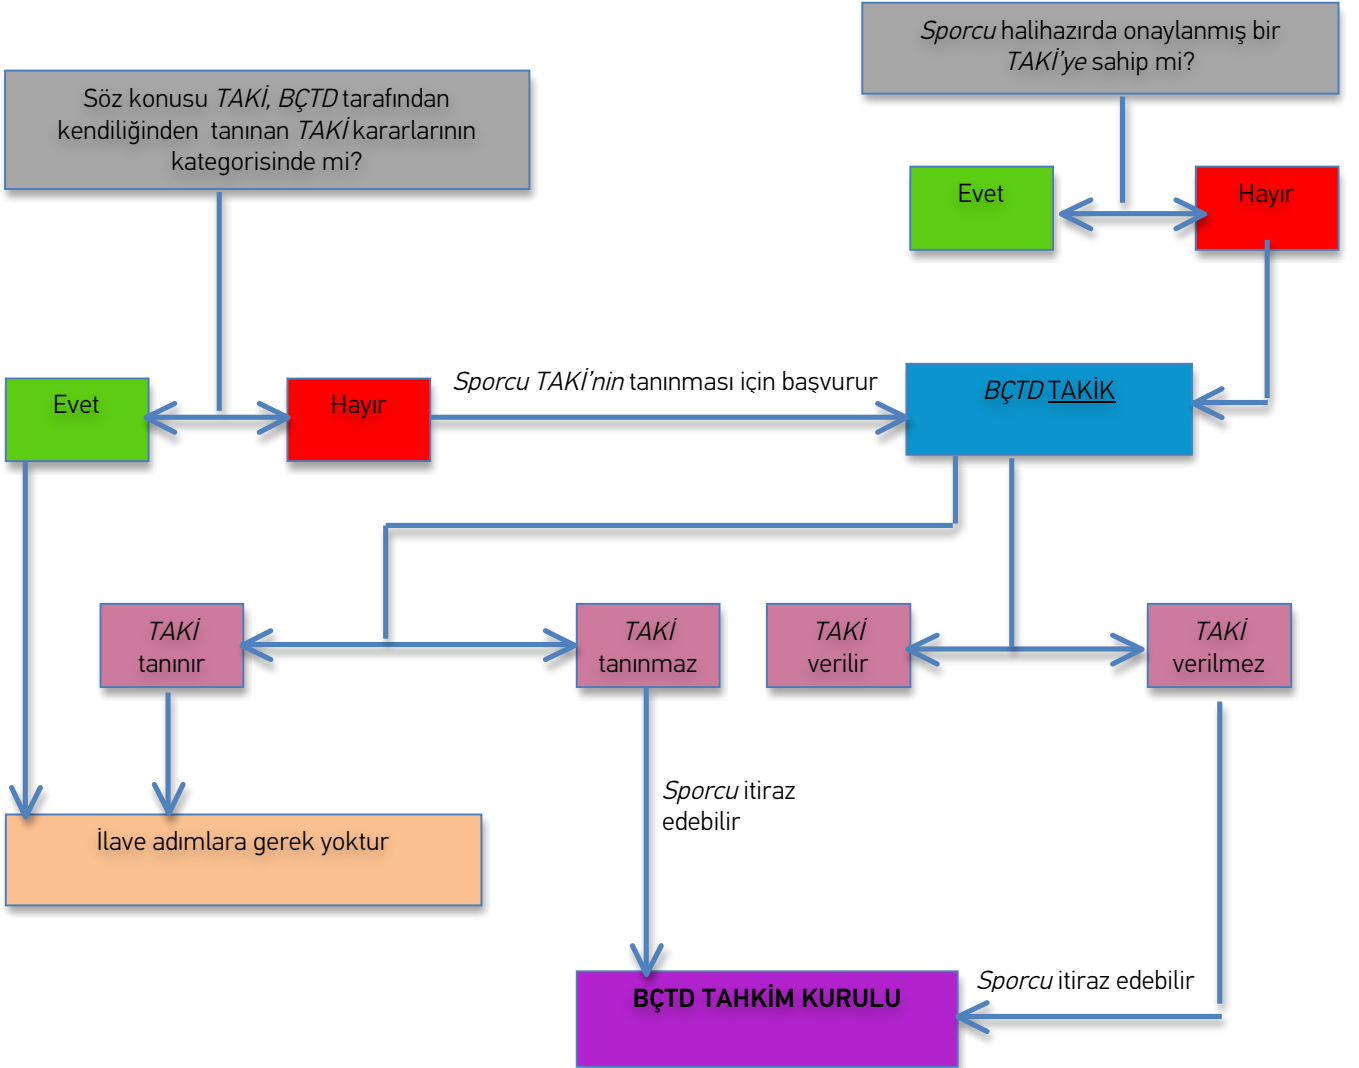 Sporcu halihazırda onaylanmış bir
TAKİ'ye sahip mi?
Söz konusu TAKİ, BÇTD tarafından
kendiliğinden tanınan TAKİ kararlarının
kategorisinde mi?
Evet
Hayır
Evet
Hayır
Sporcu TAKİ'nin tanınması için başvurur
BÇTD TAKİK
TAKİ
tanınır
TAKİ
tanınmaz
TAKİ
verilir
TAKİ
verilmez
Sporcu itiraz
edebilir
İlave adımlara gerek yoktur
Sporcu itiraz edebilir
BÇTD TAHKİM KURULU